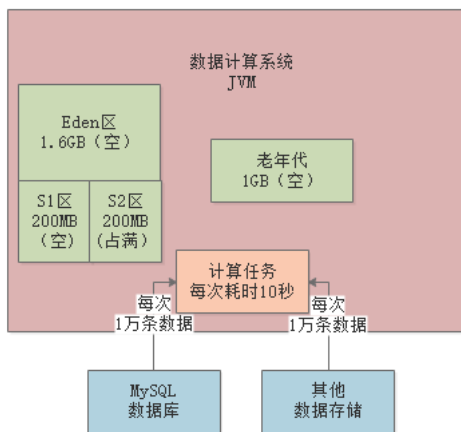 数据计算系统
JVM
Eden区
1.6GB（空）
老年代
1GB（空）
S1区
200MB
（空）
S2区
200MB
(占满）
计算任务
每次耗时10秒
每次
1万条数据
每次
1万条数据
MySQL
数据库
其他
数据存储